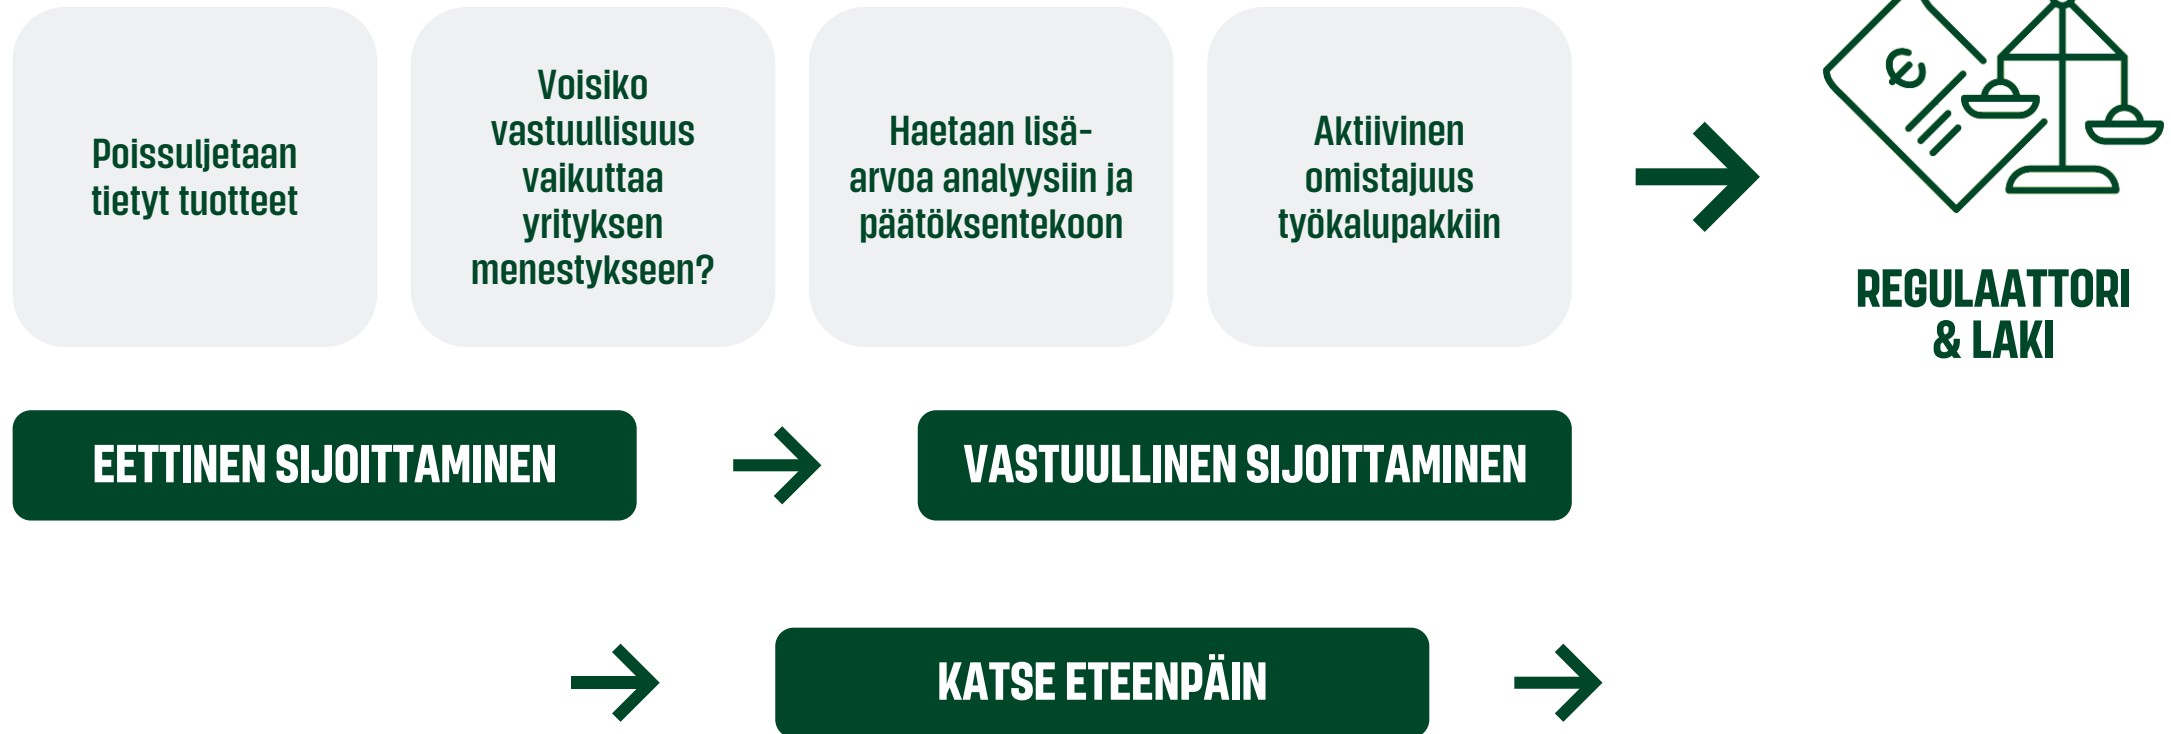 Poissuljetaan
tietyt tuotteet
Voisiko
vastuullisuus
vaikuttaa
yrityksen
menestykseen?
Haetaan lisä-
arvoa analyysiin ja
päätöksentekoon
Aktiivinen
omistajuus
työkalupakkiin
€
REGULAATTORI
& LAKI
EETTINEN SIJOITTAMINEN
VASTUULLINEN SIJOITTAMINEN
KATSE ETEENPÄIN